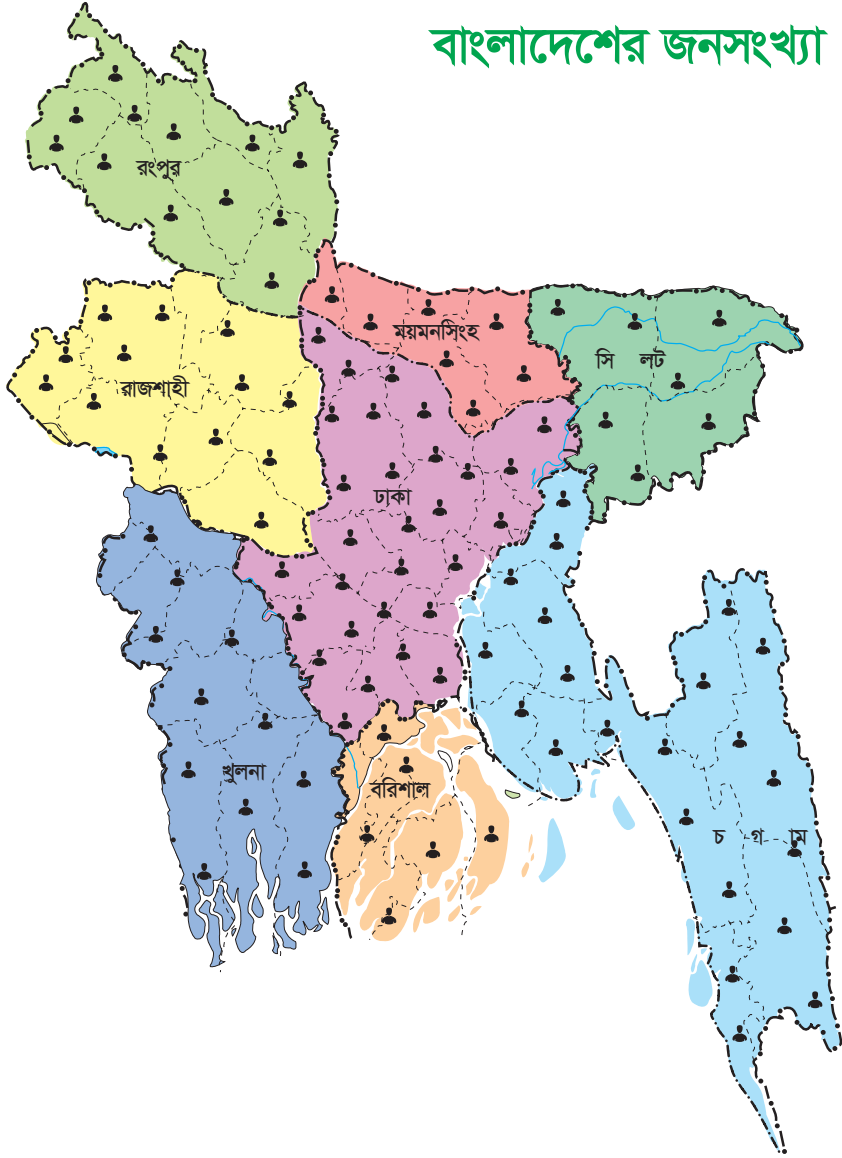 বাংলাদেশের জনসংখ্যা
রংপুর
ময়মনসিংহ
সি লট
রাজশাহী
ঢাকা
খুলনা
বরিশাল
চ গ াম